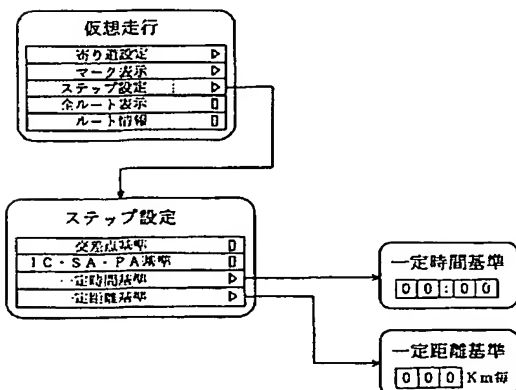 仮想走行
寄り道設定
マーク表示
ステップ設定
全ルート表示
ルート情報
ステップ設定
交差点基準
IC・SA・PA基準
一定時間基準
一定距離基準
一定時間基準
00:00
一定距離基準
000Km毎